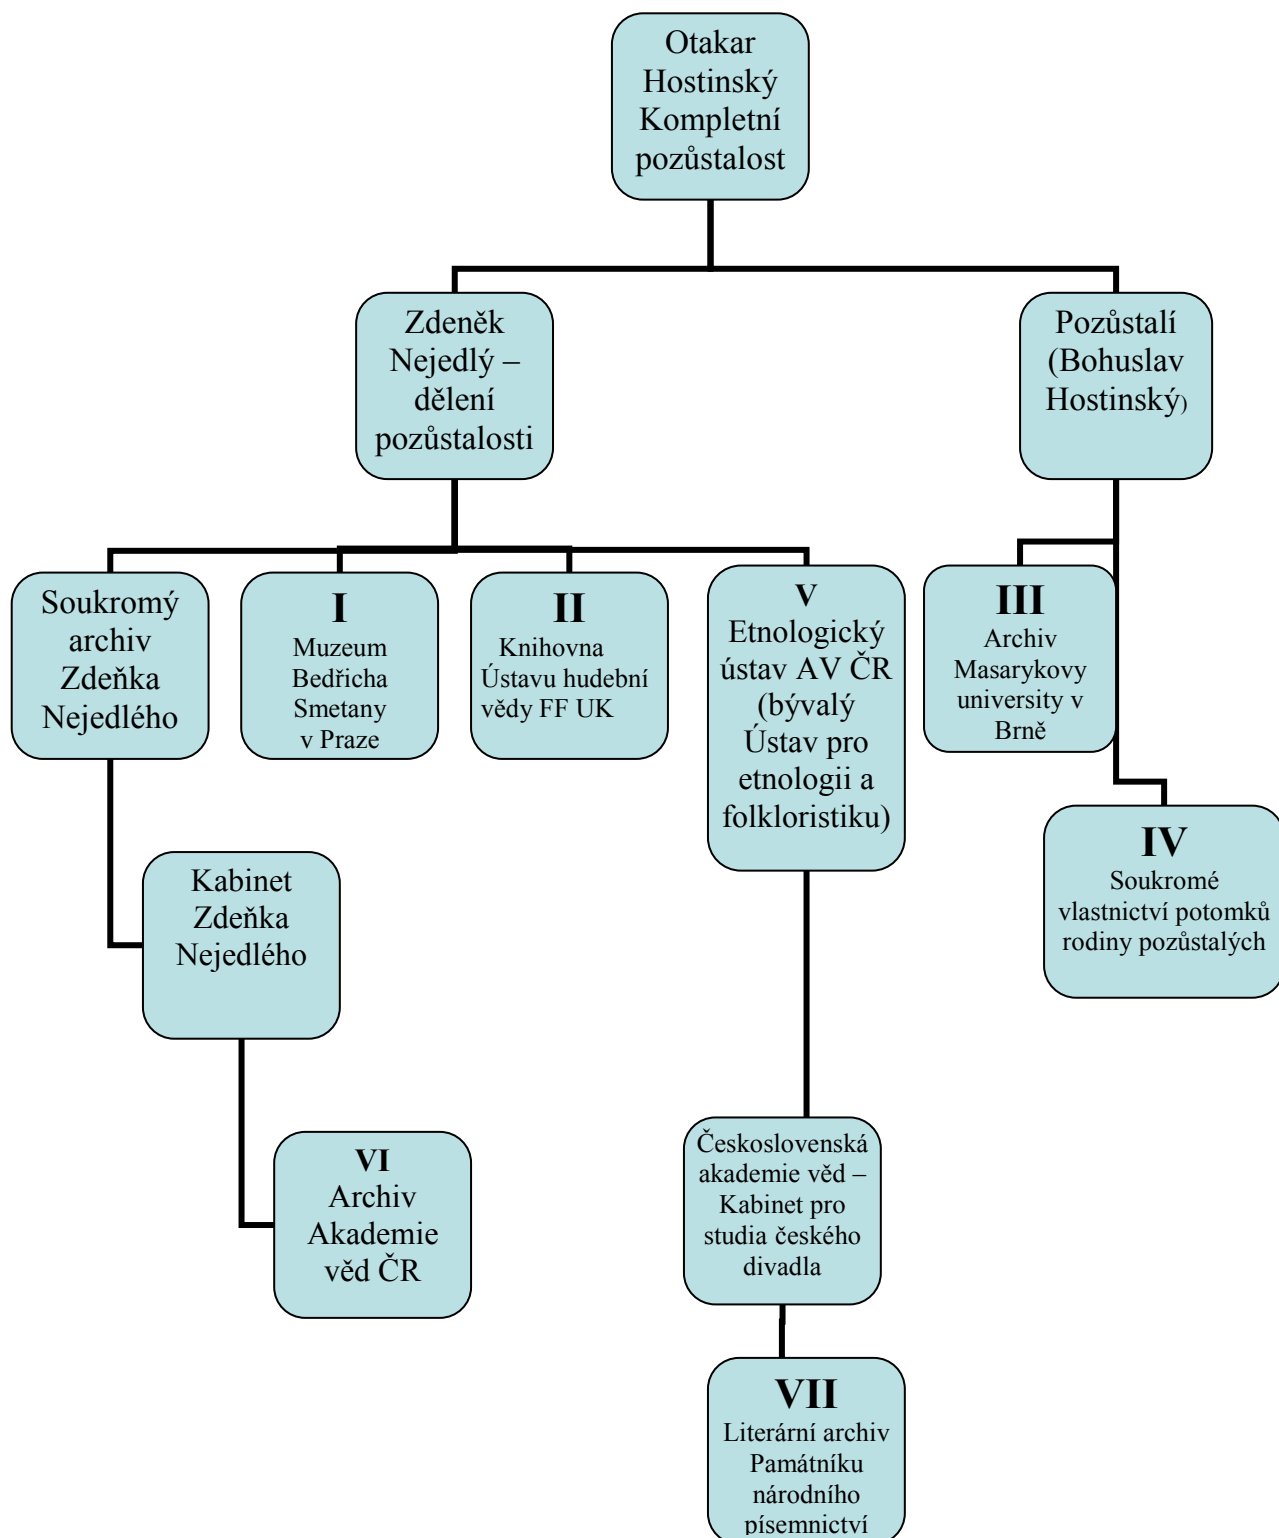 Otakar
Hostinský
Kompletní
pozůstalost
Zdeněk
Nejedlý –
dělení
pozůstalosti
Pozůstalí
(Bohuslav
Hostinský)
Soukromý
archiv
Zdeňka
Nejedlého
I
Muzeum
Bedřicha
Smetany
v Praze
II
Knihovna
Ústavu hudební
vědy FF UK
V
Etnologický
ústav AV ČR
(bývalý
Ústav pro
etnologii a
folkloristiku)
III
Archiv
Masarykovy
university v
Brně
IV
Soukromé
vlastnictví potomků
rodiny pozůstalých
Kabinet
Zdeňka
Nejedlého
VI
Archiv
Akademie
věd ČR
Československá
akademie věd –
Kabinet pro
studia českého
divadla
VII
Literární archiv
Památníku
národního
písemnictví